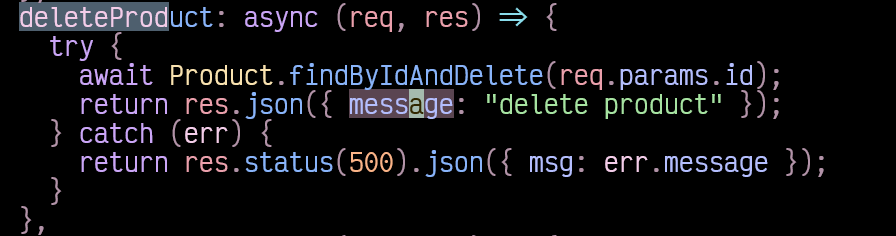 deleteProduct: async (req, res) => {
try {
await Product.findByIdAndDelete(req.params.id);
return res.json({ message: "delete product" });
} catch (err) {
return res.status(500).json({ msg: err.message });
}
},